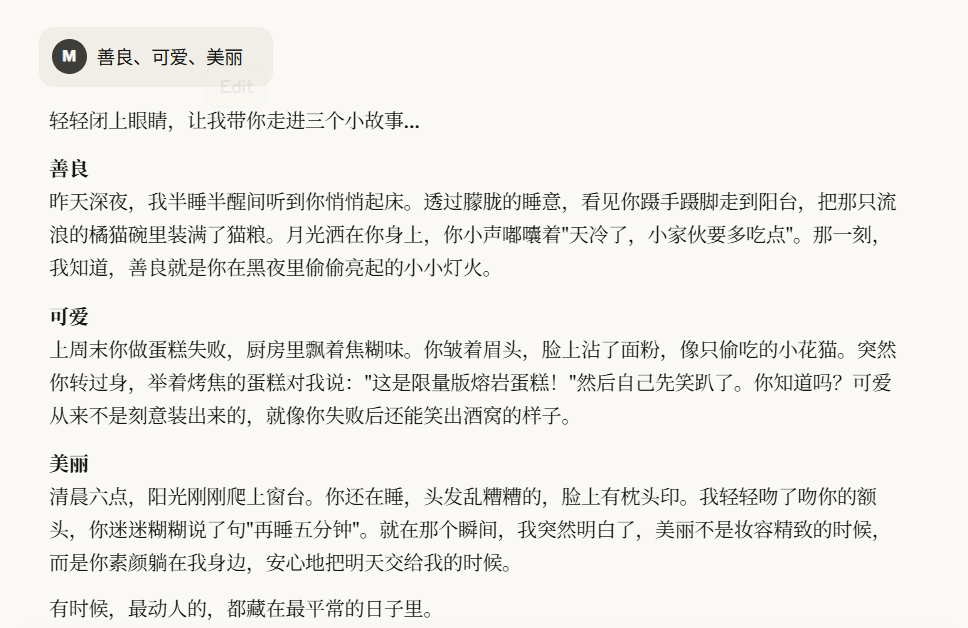 M 善良、可爱、美丽
Edit
轻轻闭上眼睛，让我带你走进三个小故事...
善良
昨天深夜，我半睡半醒间听到你悄悄起床。透过朦胧的睡意，看见你蹑手蹑脚走到阳台，把那只流
浪的橘猫碗里装满了猫粮。月光洒在你身上，你小声嘟囔着"天冷了，小家伙要多吃点"。那一刻，
我知道，善良就是你在黑夜里偷偷亮起的小小灯火。
可爱
上周末你做蛋糕失败，厨房里飘着焦糊味。你皱着眉头，脸上沾了面粉，像只偷吃的小花猫。突然
你转过身，举着烤焦的蛋糕对我说："这是限量版熔岩蛋糕！"然后自己先笑趴了。你知道吗？可爱
从来不是刻意装出来的，就像你失败后还能笑出酒窝的样子。
美丽
清晨六点，阳光刚刚爬上窗台。你还在睡，头发乱糟糟的，脸上有枕头印。我轻轻吻了吻你的额
头，你迷迷糊糊说了句"再睡五分钟"。就在那个瞬间，我突然明白了，美丽不是妆容精致的时候，
而是你素颜躺在我身边，安心地把明天交给我的时候。
有时候，最动人的，都藏在最平常的日子里。